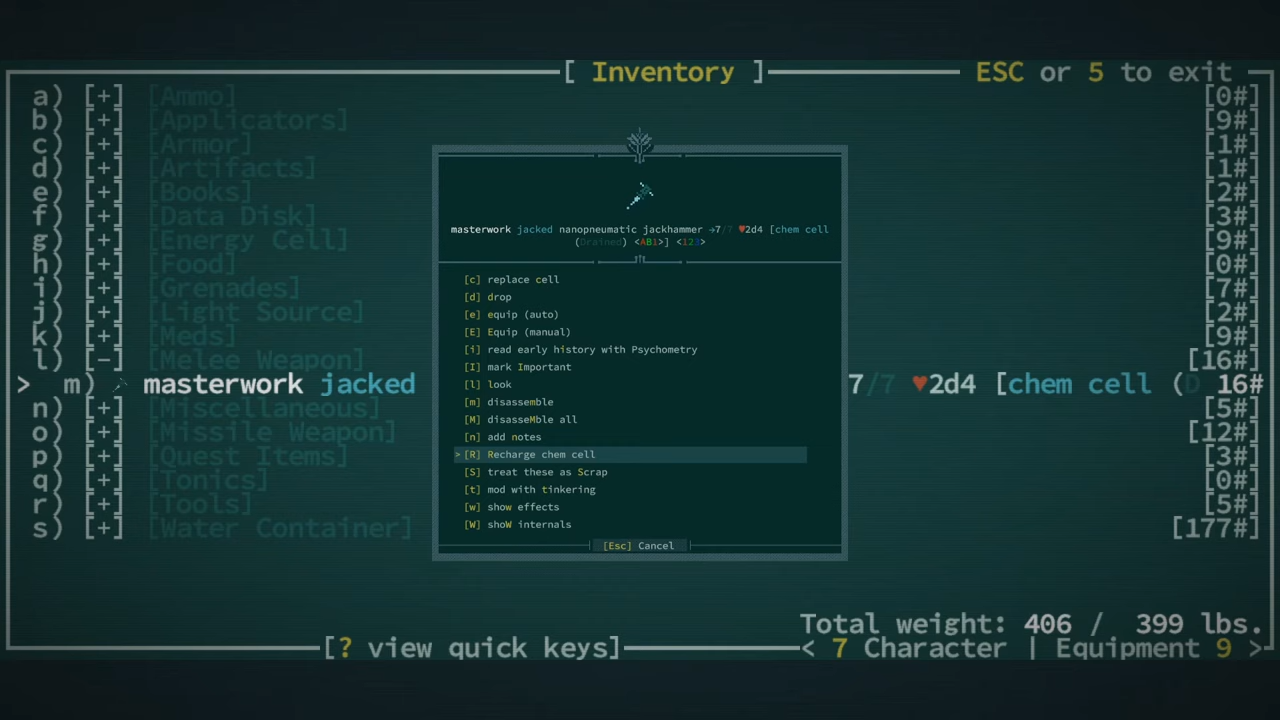 [ Inventory ] ESC or 5 to exit
a) [+] [Ammo] [0#]
b) [+] [Applicators] [9#]
c) [+] [Armor] [1#]
d) [+] [Artifacts] [1#]
e) [+] [Books] [2#]
f) [+] [Data Disk] [3#]
g) [+] [Energy Cell] [9#]
h) [+] [Food] [0#]
i) [+] [Grenades] [7#]
j) [+] [Light Source] [2#]
k) [+] [Meds] [9#]
l) [-] [Melee Weapon] [16#]
> m) masterwork jacked 7/7 ♥2d4 [chem cell (D 16#
n) [+] [Miscellaneous] [5#]
o) [+] [Missile Weapon] [12#]
p) [+] [Quest Items] [3#]
q) [+] [Tonics] [0#]
r) [+] [Tools] [5#]
s) [+] [Water Container] [177#]
masterwork jacked nanopneumatic jackhammer →7/7 ♥2d4 [chem cell
(Drained) <AB1>] <123>
[c] replace cell
[d] drop
[e] equip (auto)
[E] Equip (manual)
[i] read early history with Psychometry
[I] mark Important
[l] look
[m] disassemble
[M] disasseMble all
[n] add notes
> [R] Recharge chem cell
[S] treat these as Scrap
[t] mod with tinkering
[w] show effects
[W] shoW internals
[Esc] Cancel
Total weight: 406 / 399 lbs.
[? view quick keys] < 7 Character | Equipment 9 >